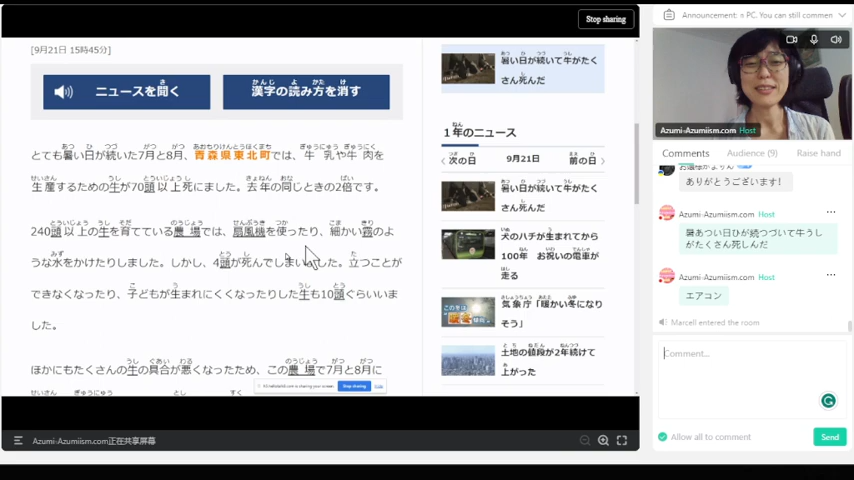 Stop sharing
[9月21日 15時45分]
ニュースを聞く
漢字の読み方を消す
とても暑い日が続いた7月と8月、青森県東北町では、牛乳や牛肉を
生産するための牛が70頭以上死にました。去年の同じときの2倍です。
240頭以上の牛を育てている農場では、扇風機を使ったり、細かい霧のよ
うな水をかけたりしました。しかし、4頭が死んでしまいました。立つことが
できなくなったり、子どもが生まれにくくなったりした牛も10頭ぐらいいま
した。
ほかにもたくさんの牛の具合が悪くなったため、この農場で7月と8月に
暑い日が続いて牛がたく
さん死んだ
1年のニュース
次の日
9月21日
前の日
暑い日が続いて牛がたく
さん死んだ
犬のハチが生まれてから
100年 お祝いの電車が
走る
気象庁「暖かい冬になり
そう」
土地の値段が2年続けて
上がった
Stop sharing
Hide
Azumi-Azumiism.com正在共享屏幕
Announcement: n PC. You can still commen
Azumi-Azumiism.com Host
Comments
Audience (9)
Raise hand
ありがとうございます!
Azumi-Azumiism.com Host
暑あつい日ひが続つづいて牛うし
がたくさん死しんだ
Azumi-Azumiism.com Host
エアコン
Marcell entered the room
Comment...
Allow all to comment
Send